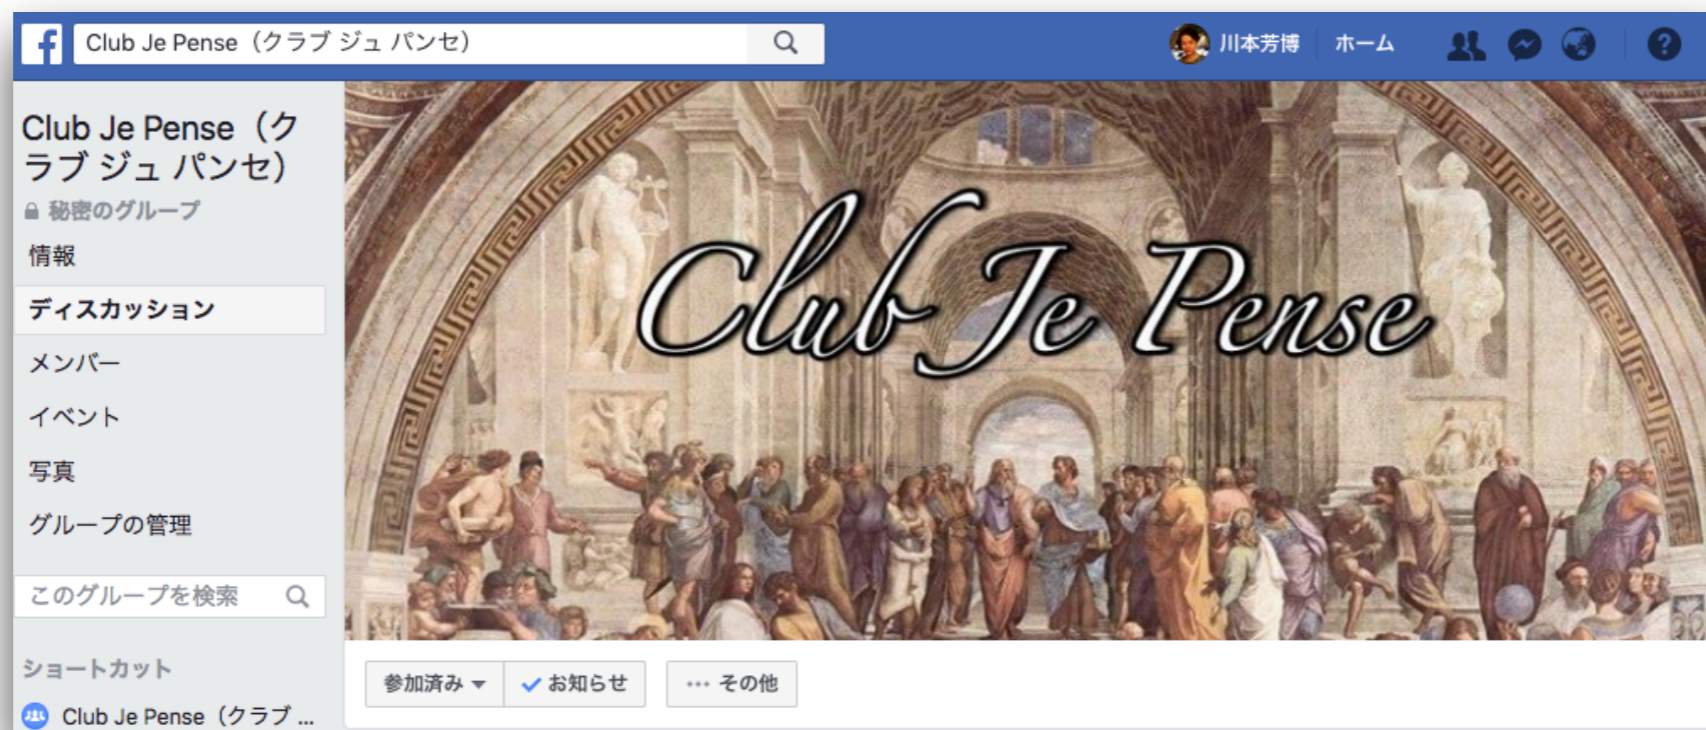 Club Je Pense（クラブ ジュ パンセ）
川本芳博
ホーム
?
Club Je Pense（ク
ラブ ジュ パンセ）
秘密のグループ
情報
ディスカッション
メンバー
イベント
写真
グループの管理
このグループを検索
ショートカット
Club Je Pense（クラブ ...
Club Je Pense
参加済み
お知らせ
... その他